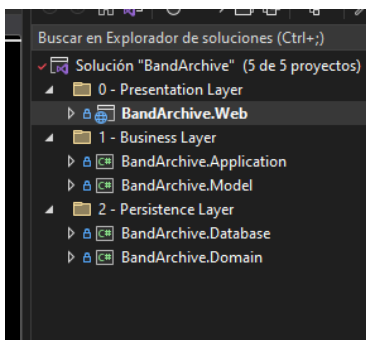 Buscar en Explorador de soluciones (Ctrl+;)
Solución "BandArchive" (5 de 5 proyectos)
0 - Presentation Layer
BandArchive.Web
1 - Business Layer
C# BandArchive.Application
C# BandArchive.Model
2 - Persistence Layer
C# BandArchive.Database
C# BandArchive.Domain